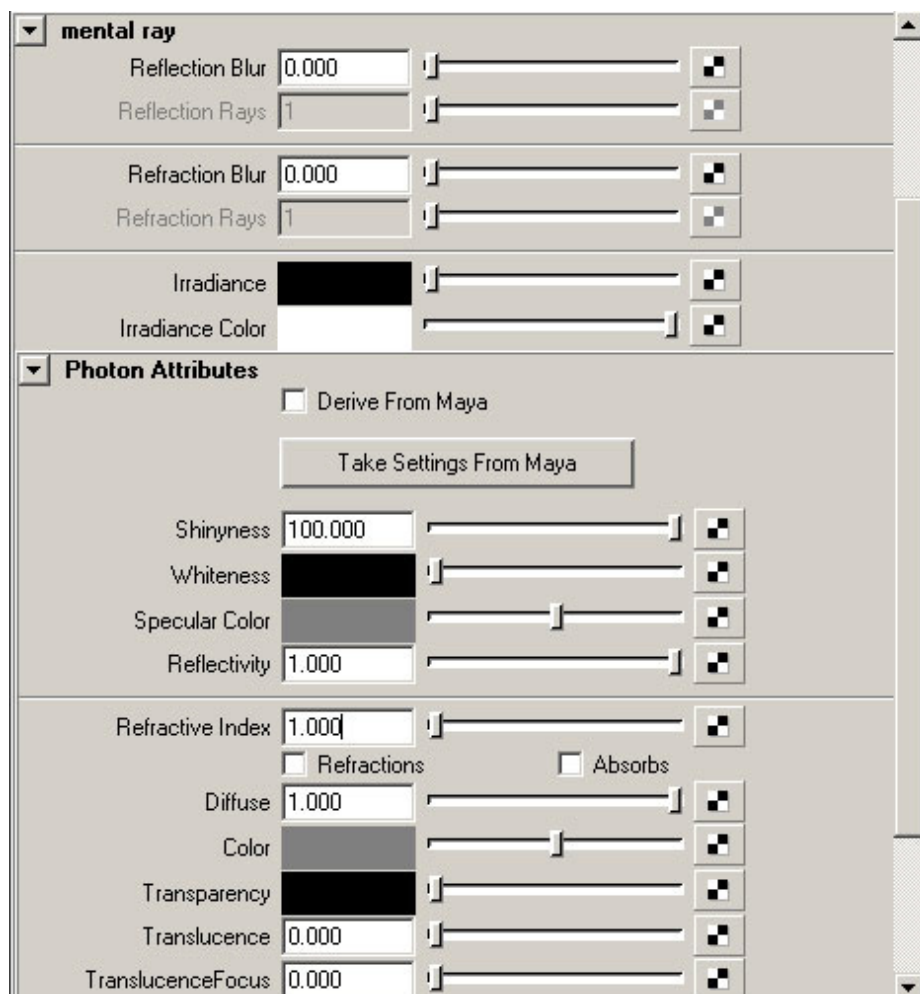 mental ray
Reflection Blur 0.000
Reflection Rays 1
Refraction Blur 0.000
Refraction Rays 1
Irradiance
Irradiance Color
Photon Attributes
Derive From Maya
Take Settings From Maya
Shinyness 100.000
Whiteness
Specular Color
Reflectivity 1.000
Refractive Index 1.000
Refractions Absorbs
Diffuse 1.000
Color
Transparency
Translucence 0.000
TranslucenceFocus 0.000